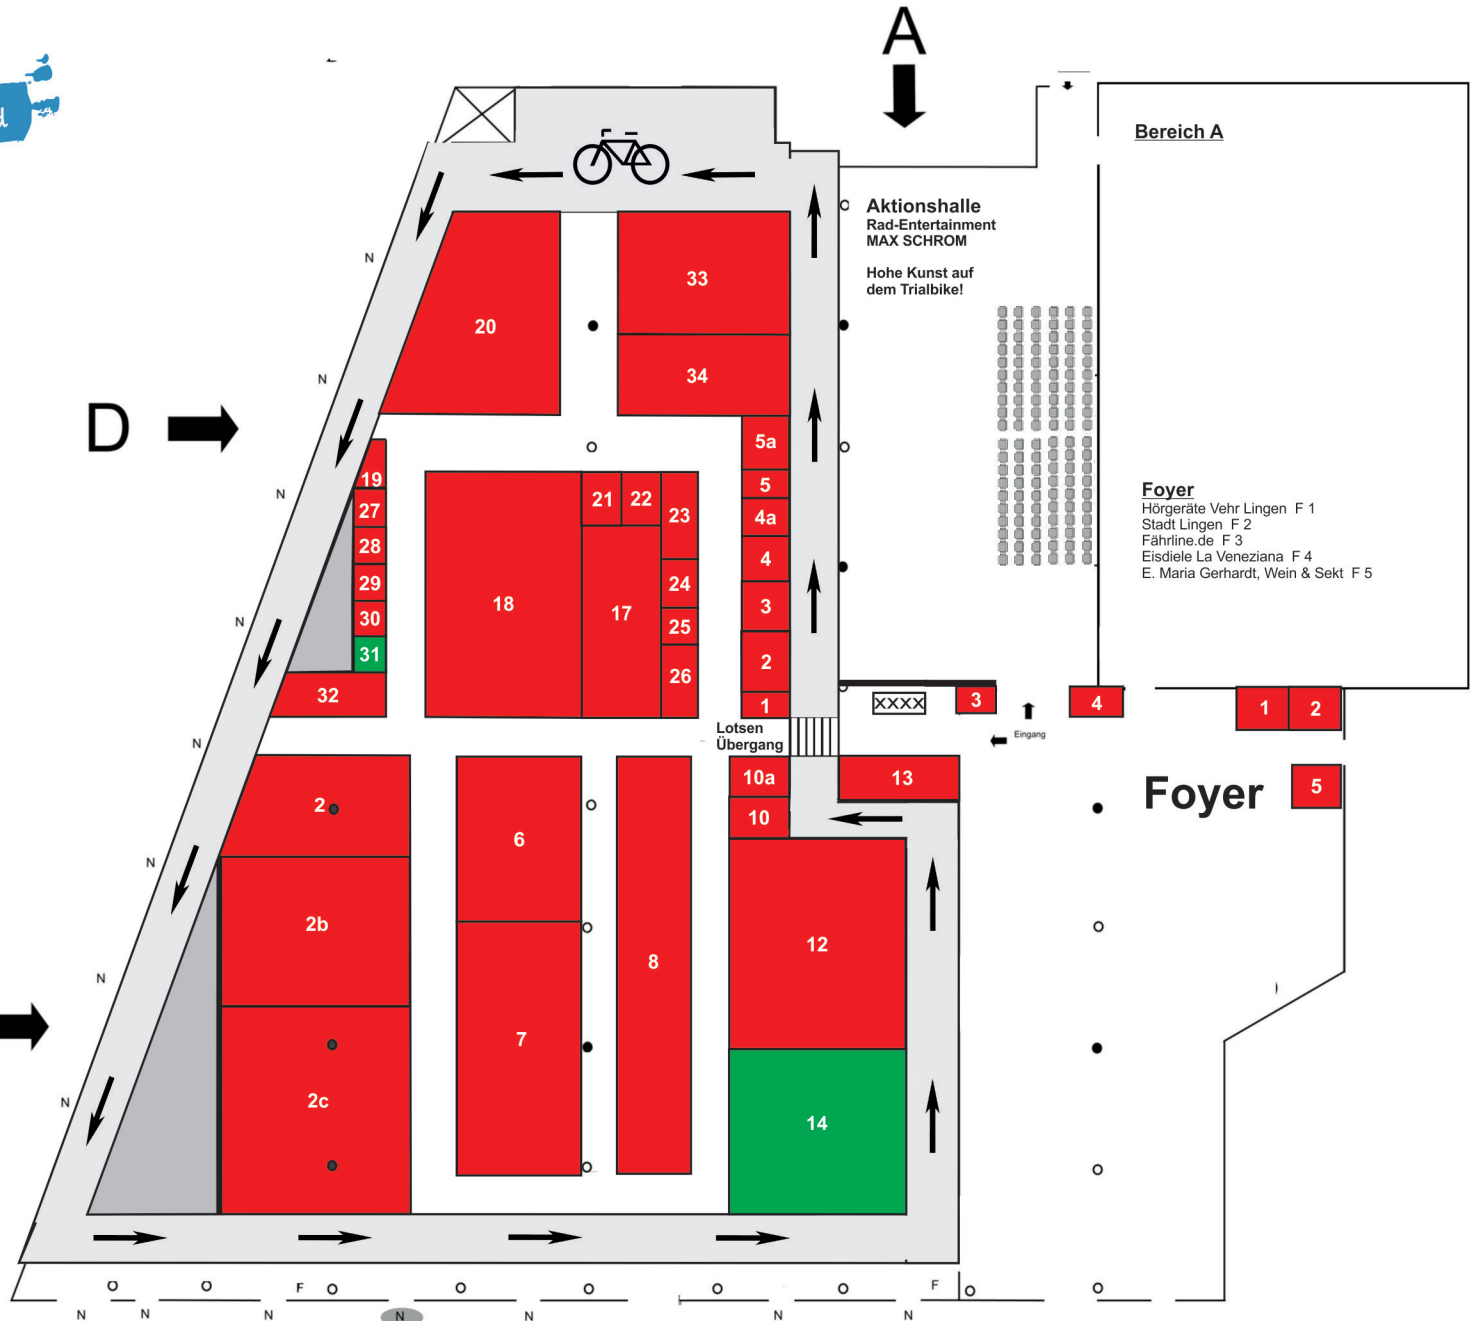 A
d
Bereich A
Aktionshalle
Rad-Entertainment
MAX SCHROM
Hohe Kunst auf
dem Trialbike!
N
33
20
34
N
D
5a
19
21
22
5
N
27
23
4a
Foyer
Hörgeräte Vehr Lingen F 1
Stadt Lingen F 2
Fährline.de F 3
Eisdiele La Veneziana F 4
E. Maria Gerhardt, Wein & Sekt F 5
28
4
29
24
18
17
3
30
25
N
31
2
26
32
1
XXXX
3
4
1
2
Lotsen
Übergang
Eingang
N
10a
13
Foyer
5
2
10
6
N
2b
12
8
N
7
2c
14
N
F
F
N
N
N
N
N
N
N